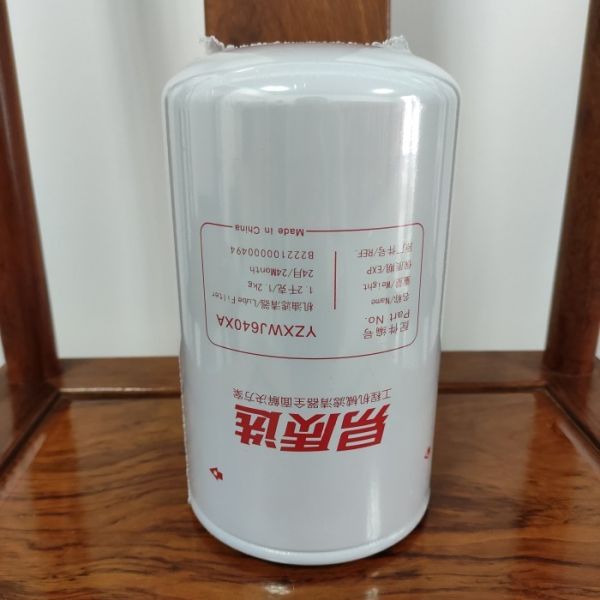 易质选
工程机械滤清器全面解决方案
配件编号 Part No. YZXWJ640XA
名称/Name 机油滤清器/Lube Filter
重量/Weight 1.2千克/1.2kg
保质期/EXP 24月/24Month
原厂件号/REF. B222100000494
Made in China